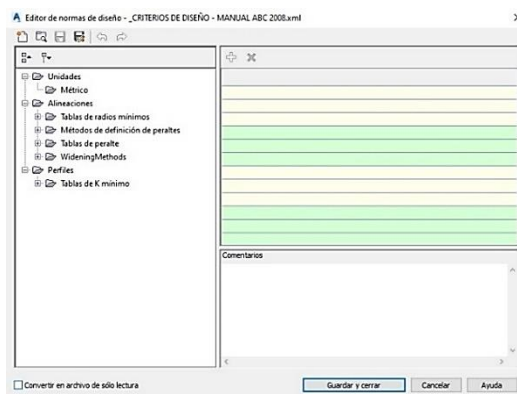 Editor de normas de diseño - _CRITERIOS DE DISEÑO - MANUAL ABC 2008.xml
Unidades
Métrico
Alineaciones
Tablas de radios mínimos
Métodos de definición de peraltes
Tablas de peralte
WideningMethods
Perfiles
Tablas de K mínimo
Comentarios
Convertir en archivo de sólo lectura
Guardar y cerrar
Cancelar
Ayuda